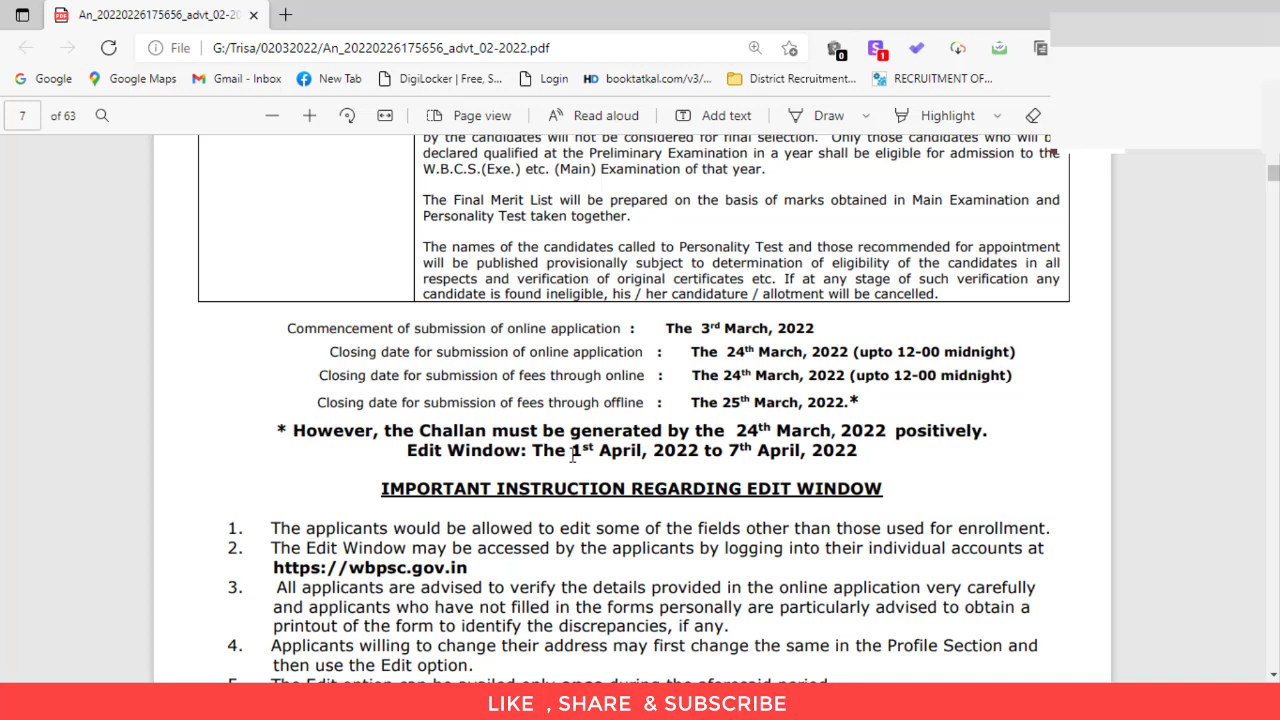 An_20220226175656_advt_02-20
File G:/Trisa/02032022/An_20220226175656_advt_02-2022.pdf
0 1
Google Google Maps Gmail - Inbox New Tab DigiLocker | Free, S... Login HD booktatkal.com/v3/... District Recruitment... RECRUITMENT OF...
7 of 63 Page view Read aloud Add text Draw Highlight
by the candidates will not be considered for final selection. Only those candidates who will b
declared qualified at the Preliminary Examination in a year shall be eligible for admission to the
W.B.C.S.(Exe.) etc. (Main) Examination of that year.
The Final Merit List will be prepared on the basis of marks obtained in Main Examination and
Personality Test taken together.
The names of the candidates called to Personality Test and those recommended for appointment
will be published provisionally subject to determination of eligibility of the candidates in all
respects and verification of original certificates etc. If at any stage of such verification any
candidate is found ineligible, his / her candidature / allotment will be cancelled.
Commencement of submission of online application : The 3rd March, 2022
Closing date for submission of online application : The 24th March, 2022 (upto 12-00 midnight)
Closing date for submission of fees through online : The 24th March, 2022 (upto 12-00 midnight)
Closing date for submission of fees through offline : The 25th March, 2022.*
* However, the Challan must be generated by the 24th March, 2022 positively.
Edit Window: The 1st April, 2022 to 7th April, 2022
IMPORTANT INSTRUCTION REGARDING EDIT WINDOW
1. The applicants would be allowed to edit some of the fields other than those used for enrollment.
2. The Edit Window may be accessed by the applicants by logging into their individual accounts at
https://wbpsc.gov.in
3. All applicants are advised to verify the details provided in the online application very carefully
and applicants who have not filled in the forms personally are particularly advised to obtain a
printout of the form to identify the discrepancies, if any.
4. Applicants willing to change their address may first change the same in the Profile Section and
then use the Edit option.
5. The Edit option can be availed only once during the aforesaid period.
LIKE , SHARE & SUBSCRIBE